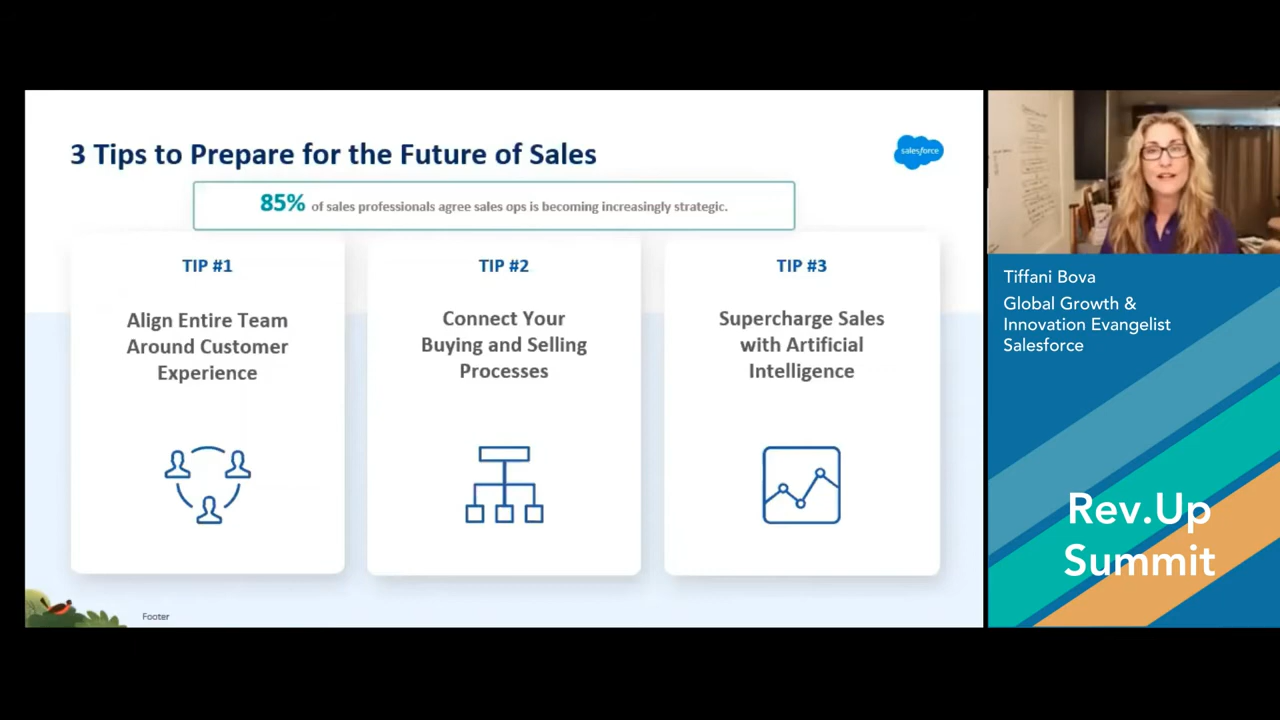 3 Tips to Prepare for the Future of Sales
salesforce
85% of sales professionals agree sales ops is becoming increasingly strategic.
TIP #1
Align Entire Team
Around Customer
Experience
TIP #2
Connect Your
Buying and Selling
Processes
TIP #3
Supercharge Sales
with Artificial
Intelligence
Footer
Tiffani Bova
Global Growth &
Innovation Evangelist
Salesforce
Rev.Up
Summit